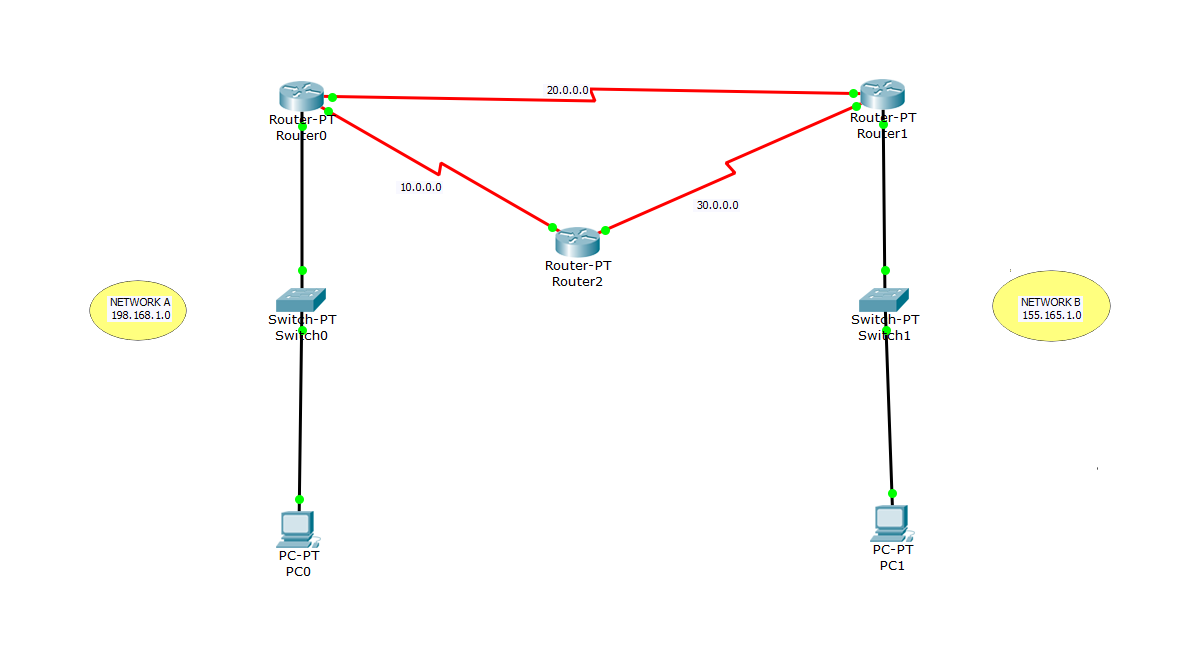 20.0.0.0
Router-PT
Router0
Router-PT
Router1
10.0.0.0
30.0.0.0
Router-PT
Router2
NETWORK A
198.168.1.0
Switch-PT
Switch0
Switch-PT
Switch1
NETWORK B
155.165.1.0
PC-PT
PC0
PC-PT
PC1